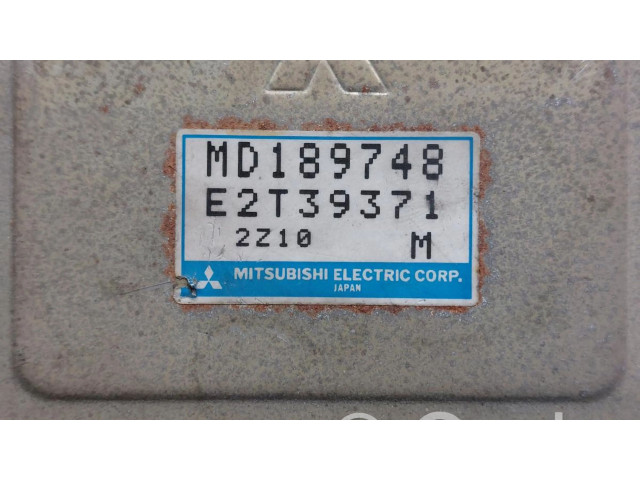 MD189748
E2T39371
2Z10 M
MITSUBISHI ELECTRIC CORP.
JAPAN